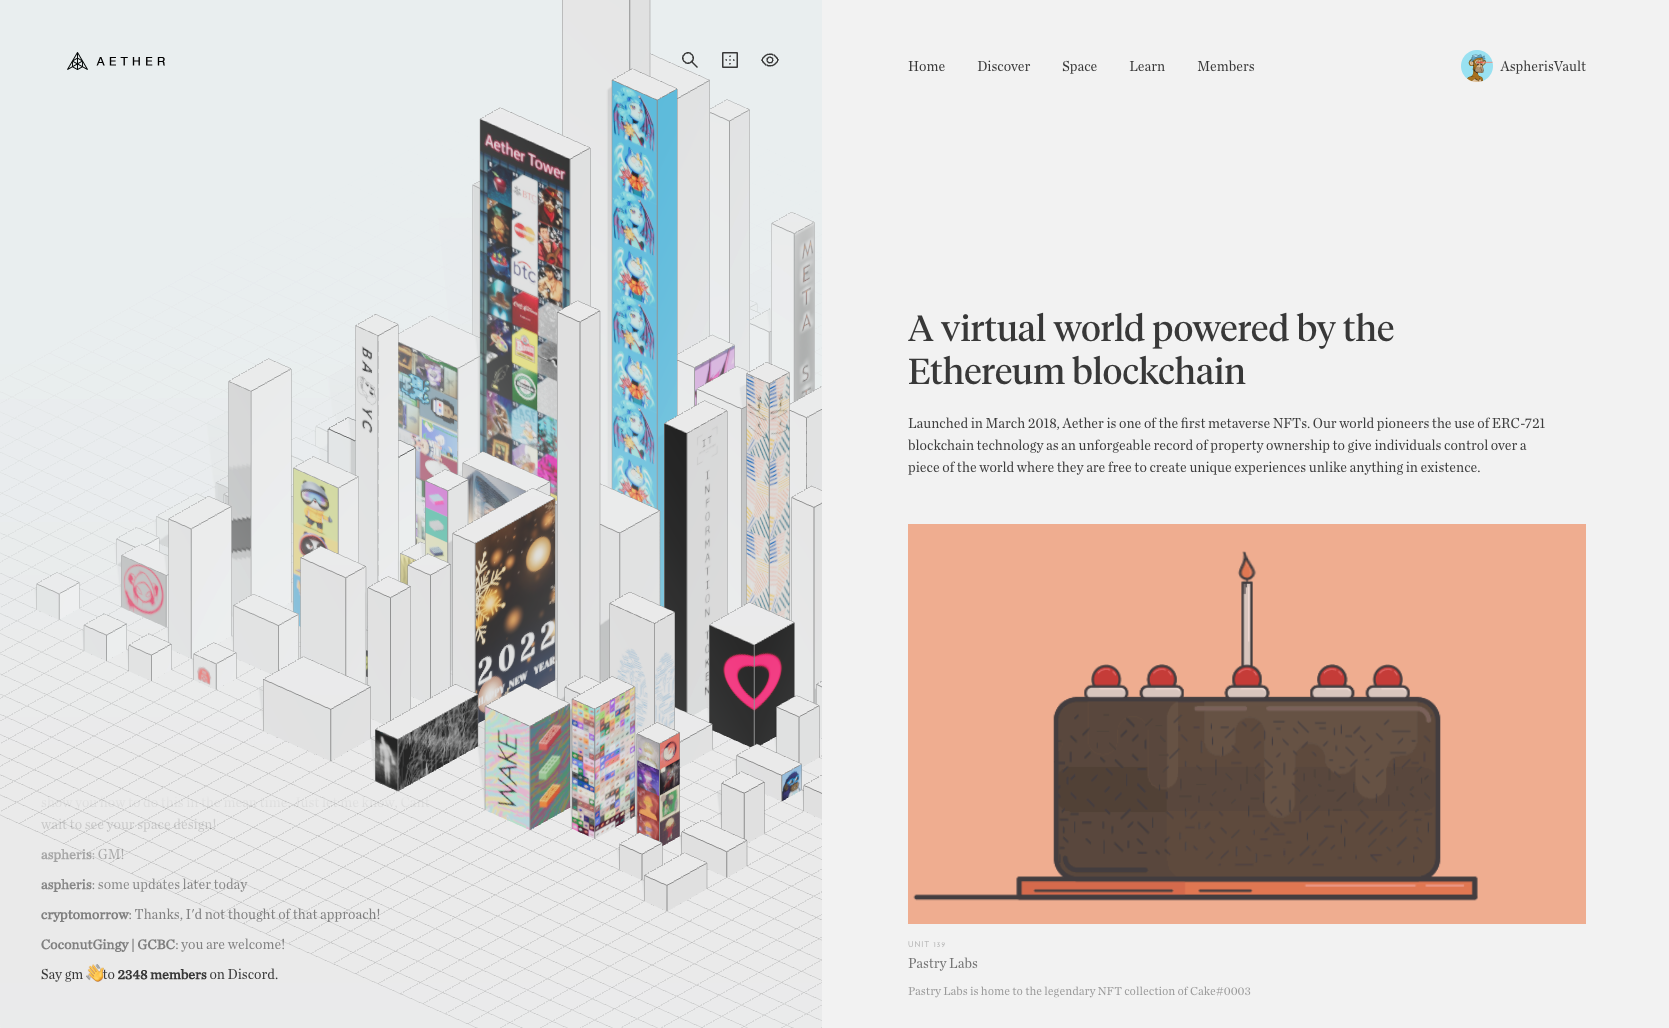 AETHER
Home Discover Space Learn Members
AspherisVault
Aether Tower
btc
META
S
BA YC
IT
INFORMATION TOKEN
2022
NEW YEAR
WAKE
wait to see your space design!
aspheris: GM!
aspheris: some updates later today
cryptomorrow: Thanks, I'd not thought of that approach!
CoconutGingy | GCBC: you are welcome!
Say gm 👋 to 2348 members on Discord.
A virtual world powered by the
Ethereum blockchain
Launched in March 2018, Aether is one of the first metaverse NFTs. Our world pioneers the use of ERC-721
blockchain technology as an unforgeable record of property ownership to give individuals control over a
piece of the world where they are free to create unique experiences unlike anything in existence.
UNIT 159
Pastry Labs
Pastry Labs is home to the legendary NFT collection of Cake#0003